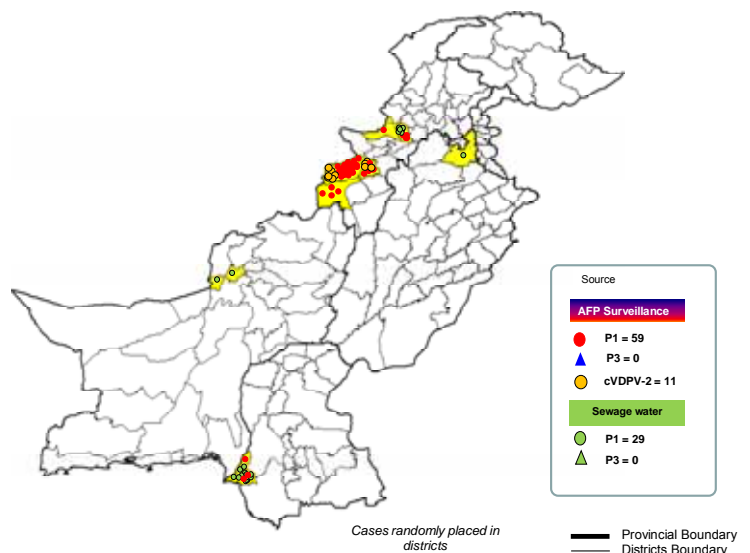 Source
AFP Surveillance
P1 = 59
P3 = 0
cVDPV-2 = 11
Sewage water
P1 = 29
P3 = 0
Cases randomly placed in
districts
Provincial Boundary
Districts Boundary